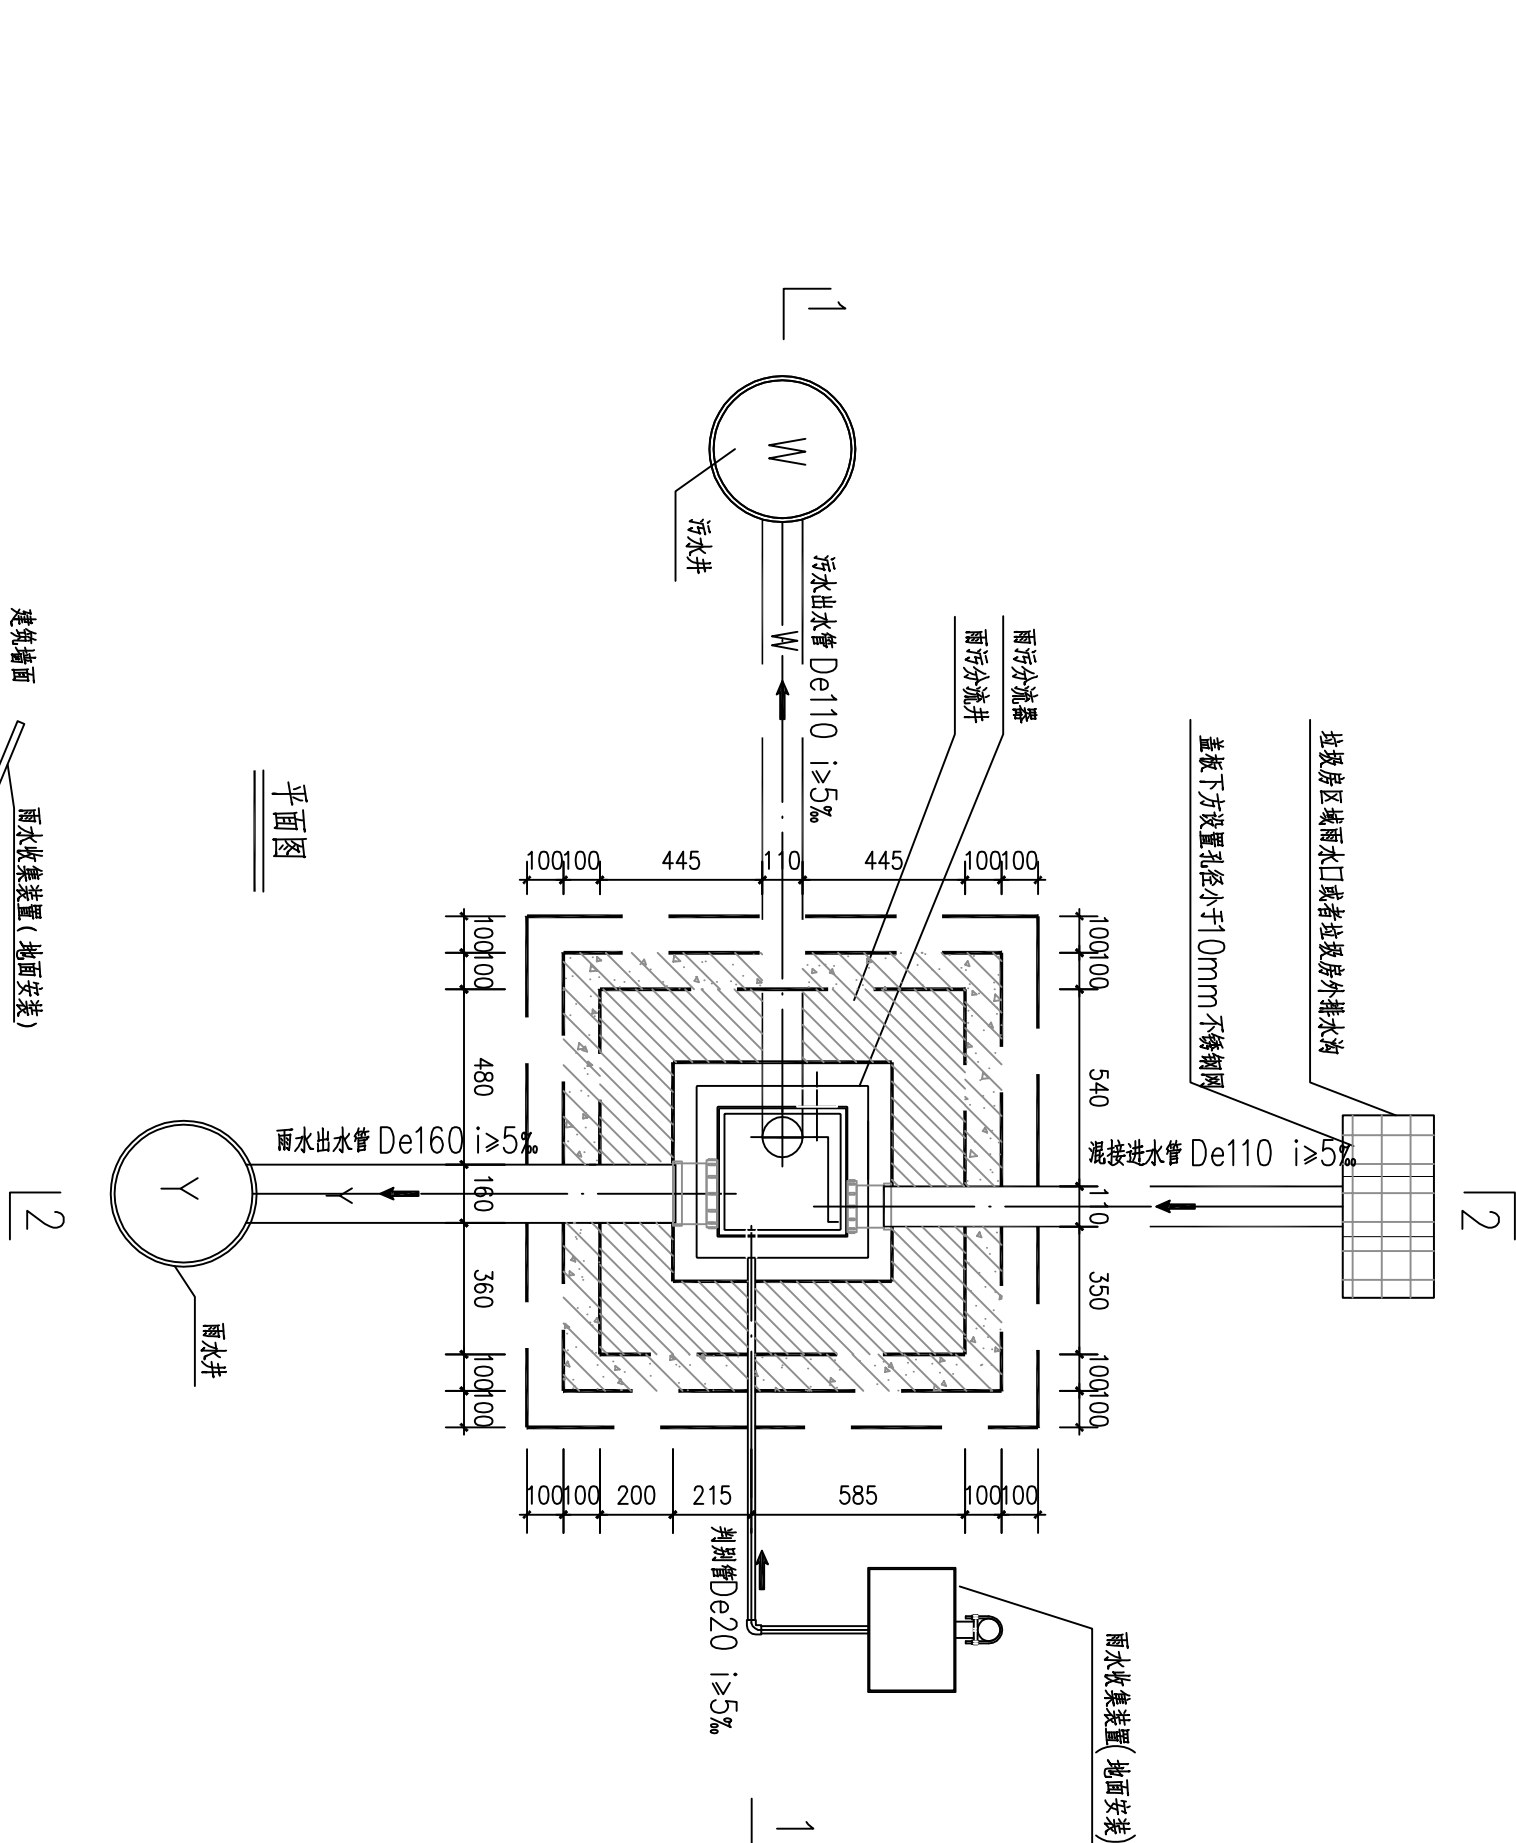 1
W
污水井
污水出水管 De110 i≥5‰
W
雨污分流器
雨污分流井
垃圾房区域雨水口或者垃圾房外排水沟
盖板下方设置孔径小于10mm不锈钢网
建筑墙面
雨水收集装置(地面安装)
平面图
100 100 445 110 445 100 100
100 100 540 110 350 100 100
100 100 480 160 360 100 100
混接进水管 De110 i≥5‰
雨水出水管 De160 i≥5‰
Y
Y
雨水井
2
2
100 100 200 215 585 100 100
判别管De20 i≥5‰
雨水收集装置(地面安装)
1